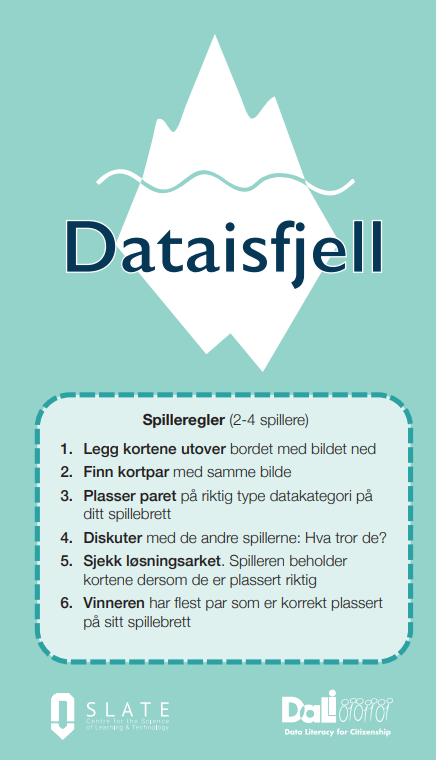 Dataisfjell
Spilleregler (2-4 spillere)
1. Legg kortene utover bordet med bildet ned
2. Finn kortpar med samme bilde
3. Plasser paret på riktig type datakategori på
ditt spillebrett
4. Diskuter med de andre spillerne: Hva tror de?
5. Sjekk løsningsarket. Spilleren beholder
kortene dersom de er plassert riktig
6. Vinneren har flest par som er korrekt plassert
på sitt spillebrett
SLATE
Centre for the Science
of Learning & Technology
DaLi
Data Literacy for Citizenship